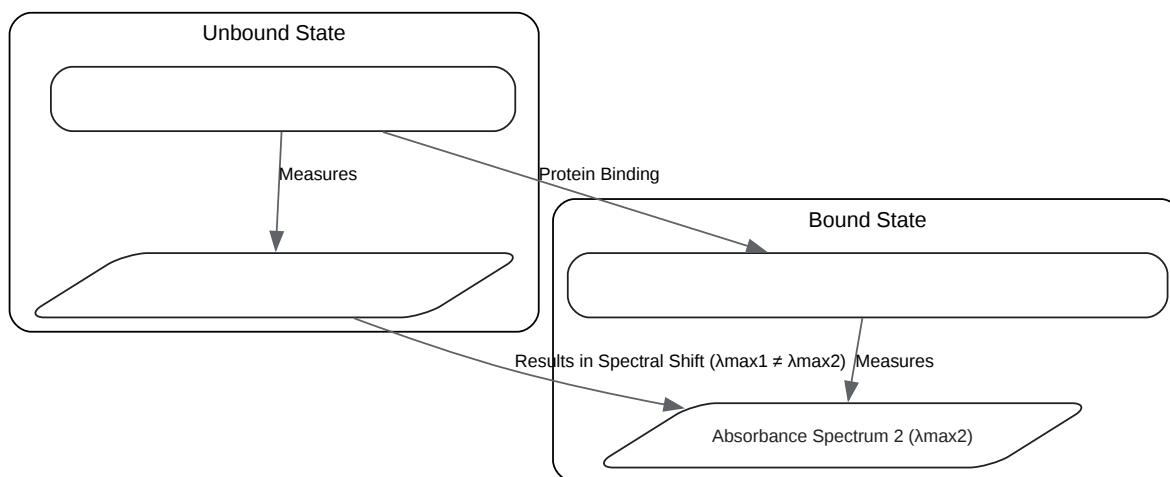 Unbound State
Measures
Protein Binding
Bound State
Results in Spectral Shift (λmax1 ≠ λmax2)
Measures
Absorbance Spectrum 2 (λmax2)